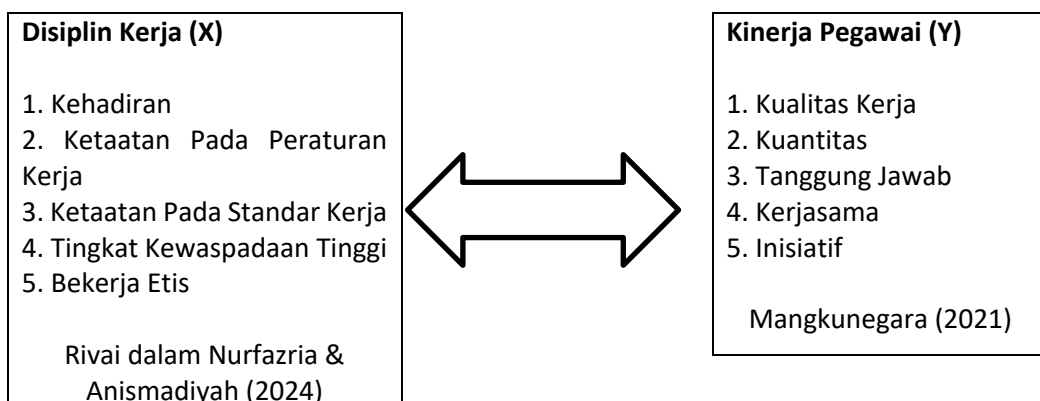 Disiplin Kerja (X)
1. Kehadiran
2. Ketaatan Pada Peraturan
Kerja
3. Ketaatan Pada Standar Kerja
4. Tingkat Kewaspadaan Tinggi
5. Bekerja Etis
Rivai dalam Nurfazria &
Anismadiyah (2024)
Kinerja Pegawai (Y)
1. Kualitas Kerja
2. Kuantitas
3. Tanggung Jawab
4. Kerjasama
5. Inisiatif
Mangkunegara (2021)